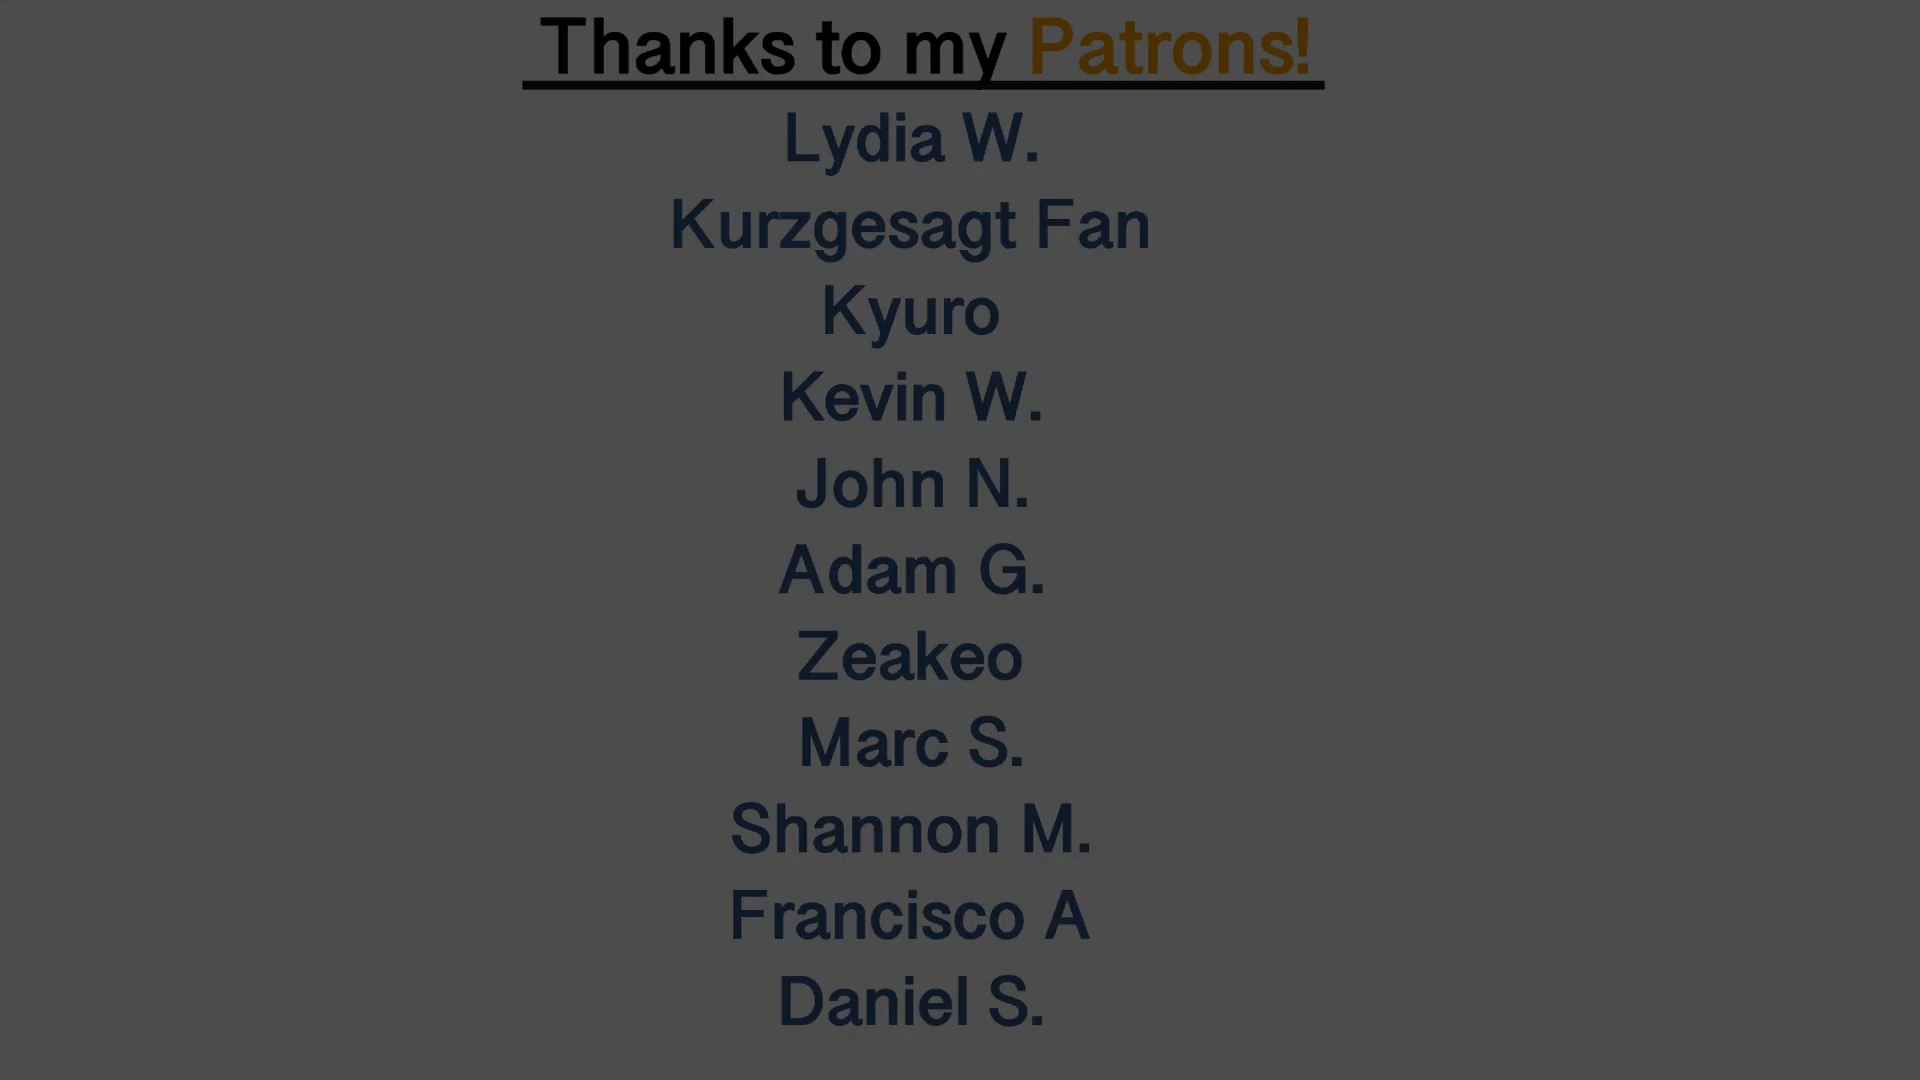 Thanks to my Patrons!
Lydia W.
Kurzgesagt Fan
Kyuro
Kevin W.
John N.
Adam G.
Zeakeo
Marc S.
Shannon M.
Francisco A
Daniel S.